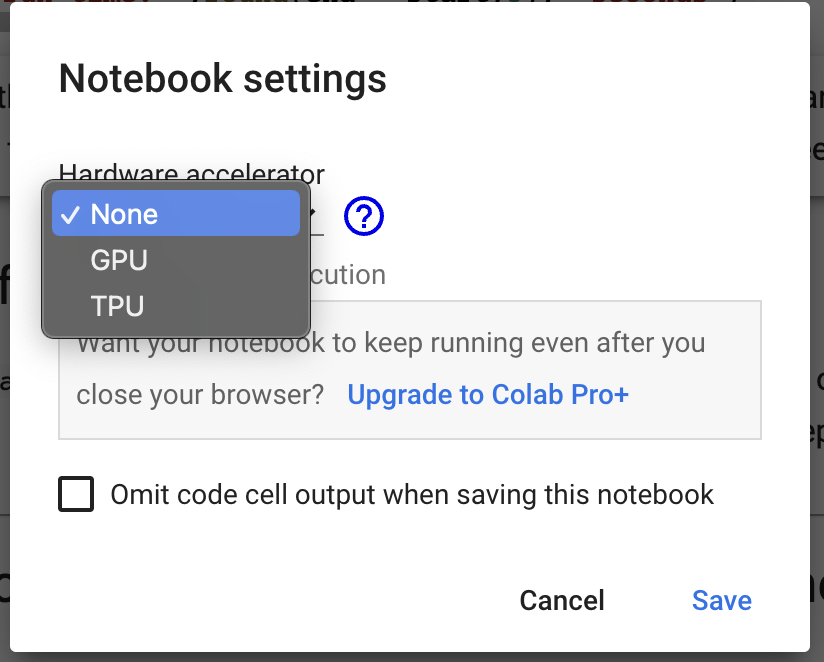 Notebook settings
Hardware accelerator
✓ None
GPU
TPU
cution
Want your notebook to keep running even after you
close your browser? Upgrade to Colab Pro+
Omit code cell output when saving this notebook
Cancel Save